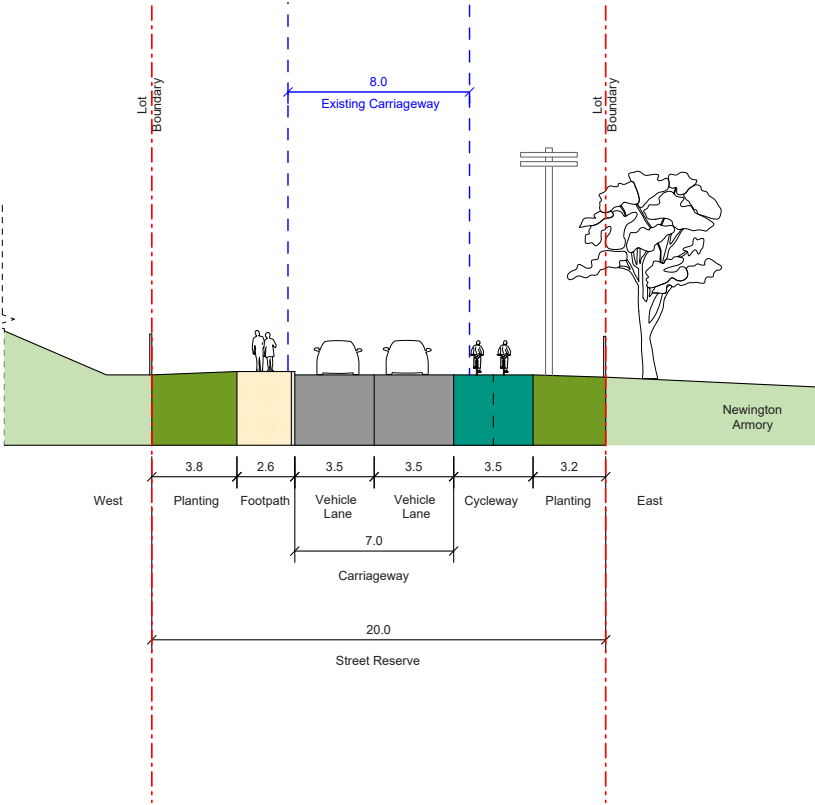 8.0
Existing Carriageway
Lot
Boundary
Lot
Boundary
Newington
Armory
3.8
2.6
3.5
3.5
3.5
3.2
West
Planting
Footpath
Vehicle
Lane
Vehicle
Lane
Cycleway
Planting
East
7.0
Carriageway
20.0
Street Reserve